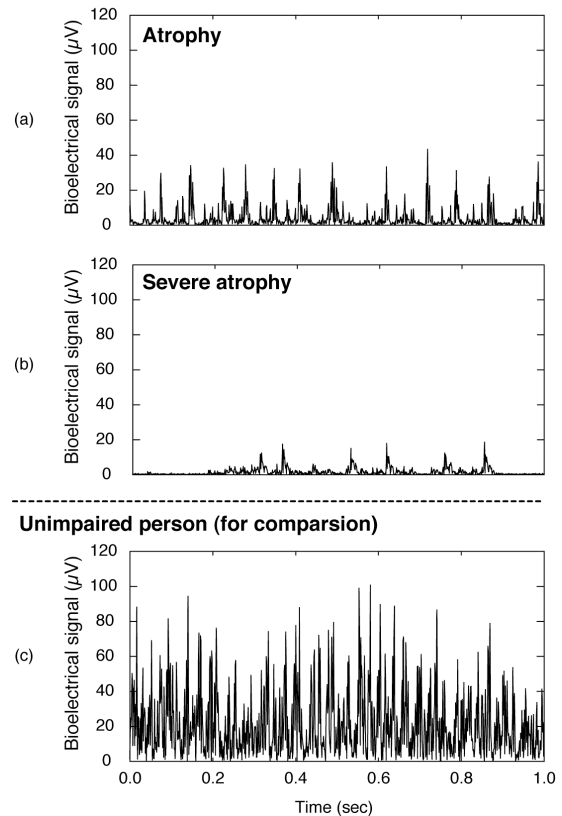 120
Atrophy
100
80
(a)
60
40
20
0
Bioelectrical signal (µV)
120
Severe atrophy
100
80
(b)
60
40
20
0
Bioelectrical signal (µV)
Unimpaired person (for comparsion)
120
100
80
(c)
60
40
20
0
Bioelectrical signal (µV)
0.0 0.2 0.4 0.6 0.8 1.0
Time (sec)